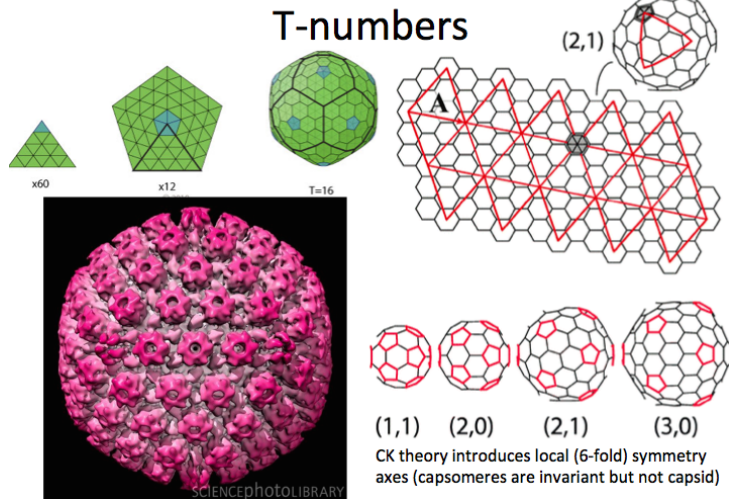 T-numbers
(2,1)
A
x60
x12
T=16
(1,1) (2,0) (2,1) (3,0)
CK theory introduces local (6-fold) symmetry
axes (capsomeres are invariant but not capsid)
SCIENCEPHOTOLIBRARY